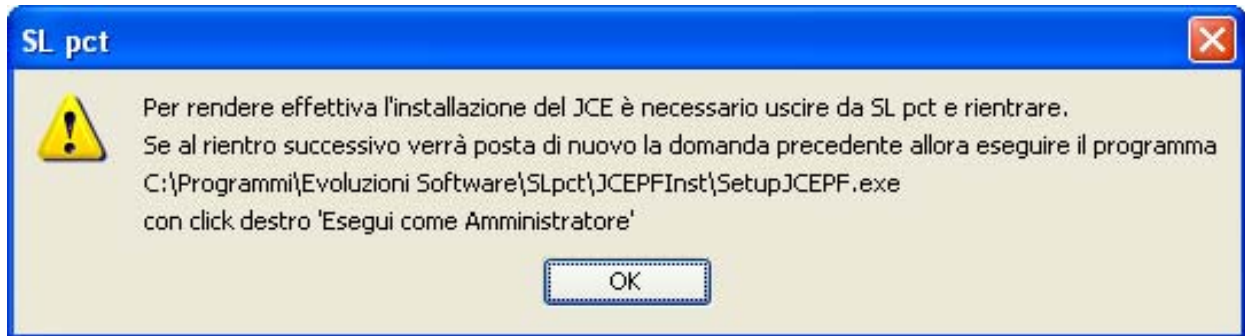 SL pct
Per rendere effettiva l'installazione del JCE è necessario uscire da SL pct e rientrare.
Se al rientro successivo verrà posta di nuovo la domanda precedente allora eseguire il programma
C:\Programmi\Evoluzioni Software\SLpct\JCEPFInst\SetupJCEPF.exe
con click destro 'Esegui come Amministratore'
OK